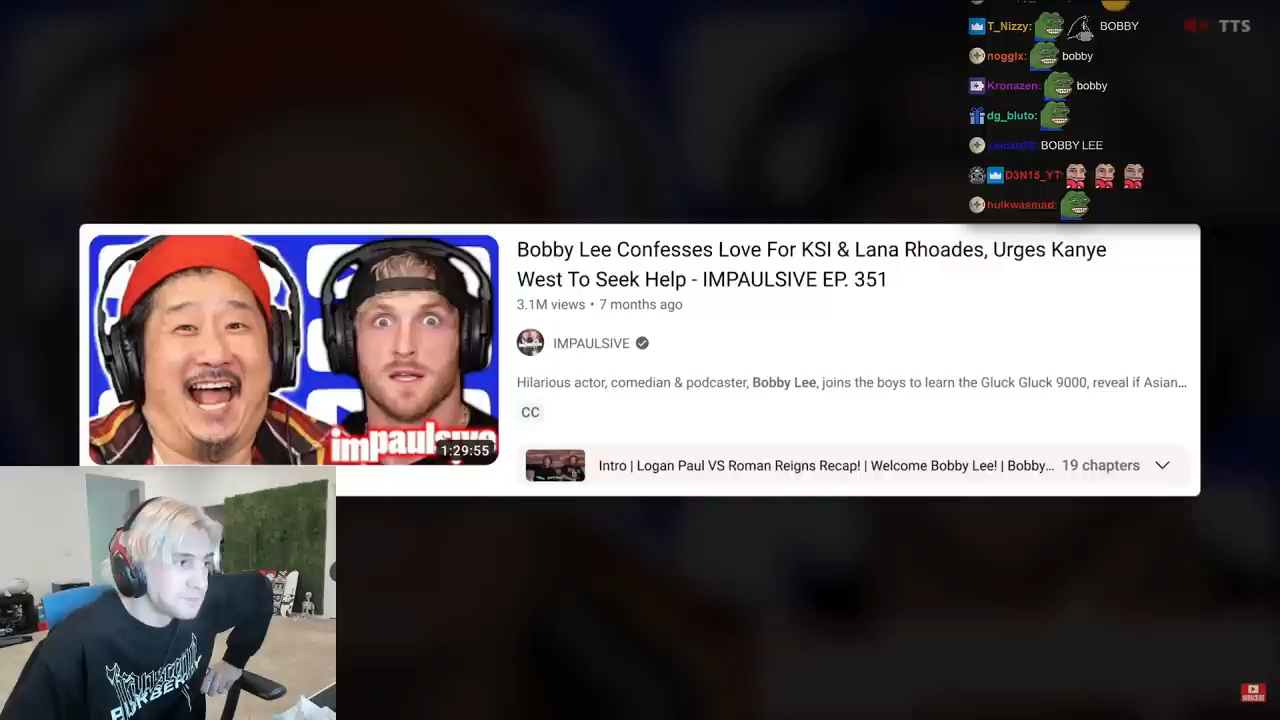 T_Nizzy: BOBBY
TTS
noggix: bobby
Kronazen: bobby
dg_bluto:
BOBBY LEE
D3N15_YT:
hulkwasmad:
Bobby Lee Confesses Love For KSI & Lana Rhoades, Urges Kanye
West To Seek Help - IMPAULSIVE EP. 351
3.1M views • 7 months ago
IMPAULSIVE
Hilarious actor, comedian & podcaster, Bobby Lee, joins the boys to learn the Gluck Gluck 9000, reveal if Asian...
CC
impaulsive
1:29:55
Intro | Logan Paul VS Roman Reigns Recap! | Welcome Bobby Lee! | Bobby... 19 chapters
SUBSCRIBE